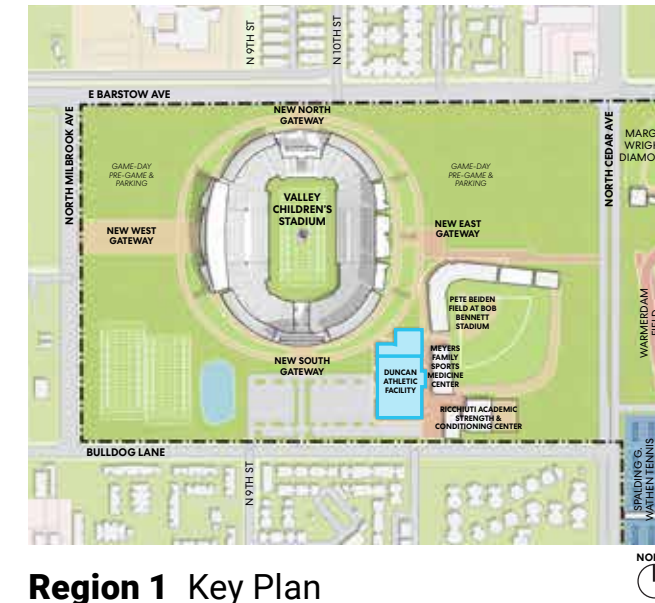 N 9TH ST
N 10TH ST
E BARSTOW AVE
NEW NORTH
GATEWAY
NORTH MILBROOK AVE
NORTH CEDAR AVE
GAME-DAY
PRE-GAME &
PARKING
GAME-DAY
PRE-GAME &
PARKING
VALLEY
CHILDREN'S
STADIUM
NEW WEST
GATEWAY
NEW EAST
GATEWAY
PETE BEIDEN
FIELD AT BOB
BENNETT
STADIUM
WARMERDAM
NEW SOUTH
GATEWAY
DUNCAN
ATHLETIC
FACILITY
MEYERS
FAMILY
SPORTS
MEDICINE
CENTER
RICCHIUTI ACADEMIC
STRENGTH &
CONDITIONING CENTER
BULLDOG LANE
N 9TH ST
SPALDING G.
WATHEN TENNIS
Region 1 Key Plan